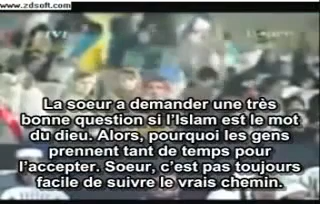 www.zdsoft.com
La soeur a demander une très
bonne question si l'Islam est le mot
du dieu. Alors, pourquoi les gens
prennent tant de temps pour
l'accepter. Soeur, c'est pas toujours
facile de suivre le vrais chemin.